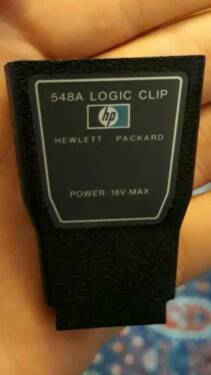 548A LOGIC CLIP
hp
HEWLETT · PACKARD
POWER: 18V MAX